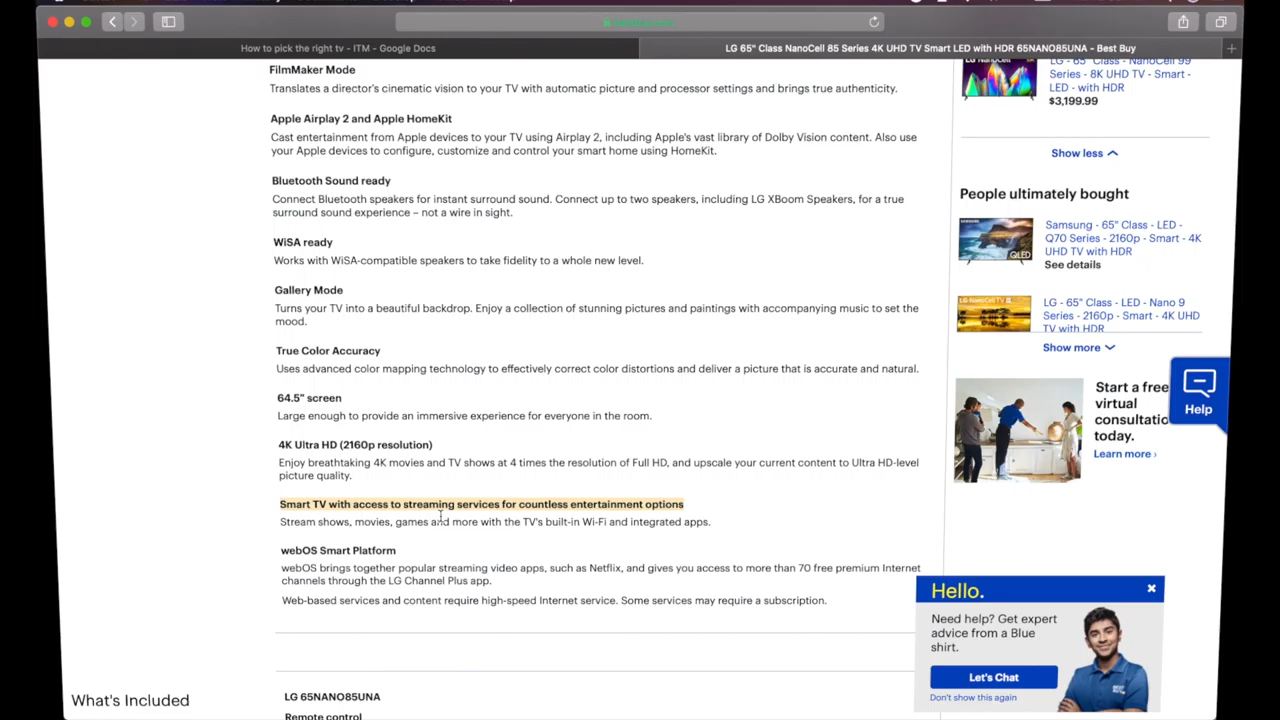 How to pick the right tv - ITM - Google Docs
LG 65" Class NanoCell 85 Series 4K UHD TV Smart LED with HDR 65NANO85UNA - Best Buy
FilmMaker Mode
Translates a director's cinematic vision to your TV with automatic picture and processor settings and brings true authenticity.
Apple Airplay 2 and Apple HomeKit
Cast entertainment from Apple devices to your TV using Airplay 2, including Apple's vast library of Dolby Vision content. Also use
your Apple devices to configure, customize and control your smart home using HomeKit.
Bluetooth Sound ready
Connect Bluetooth speakers for instant surround sound. Connect up to two speakers, including LG XBoom Speakers, for a true
surround sound experience – not a wire in sight.
WiSA ready
Works with WiSA-compatible speakers to take fidelity to a whole new level.
Gallery Mode
Turns your TV into a beautiful backdrop. Enjoy a collection of stunning pictures and paintings with accompanying music to set the
mood.
True Color Accuracy
Uses advanced color mapping technology to effectively correct color distortions and deliver a picture that is accurate and natural.
64.5" screen
Large enough to provide an immersive experience for everyone in the room.
4K Ultra HD (2160p resolution)
Enjoy breathtaking 4K movies and TV shows at 4 times the resolution of Full HD, and upscale your current content to Ultra HD-level
picture quality.
Smart TV with access to streaming services for countless entertainment options
Stream shows, movies, games and more with the TV's built-in Wi-Fi and integrated apps.
webOS Smart Platform
webOS brings together popular streaming video apps, such as Netflix, and gives you access to more than 70 free premium Internet
channels through the LG Channel Plus app.
Web-based services and content require high-speed Internet service. Some services may require a subscription.
What's Included
LG 65NANO85UNA
Remote control
LG - 65" Class - NanoCell 99
Series - 8K UHD TV - Smart -
LED - with HDR
$3,199.99
Show less
People ultimately bought
Samsung - 65" Class - LED -
Q70 Series - 2160p - Smart - 4K
UHD TV with HDR
See details
QLED
LG - 65" Class - LED - Nano 9
Series - 2160p - Smart - 4K UHD
TV with HDR
Show more
Start a free
virtual
consultatio
today.
Learn more ›
Help
Hello.
Need help? Get expert
advice from a Blue
shirt.
Let's Chat
Don't show this again